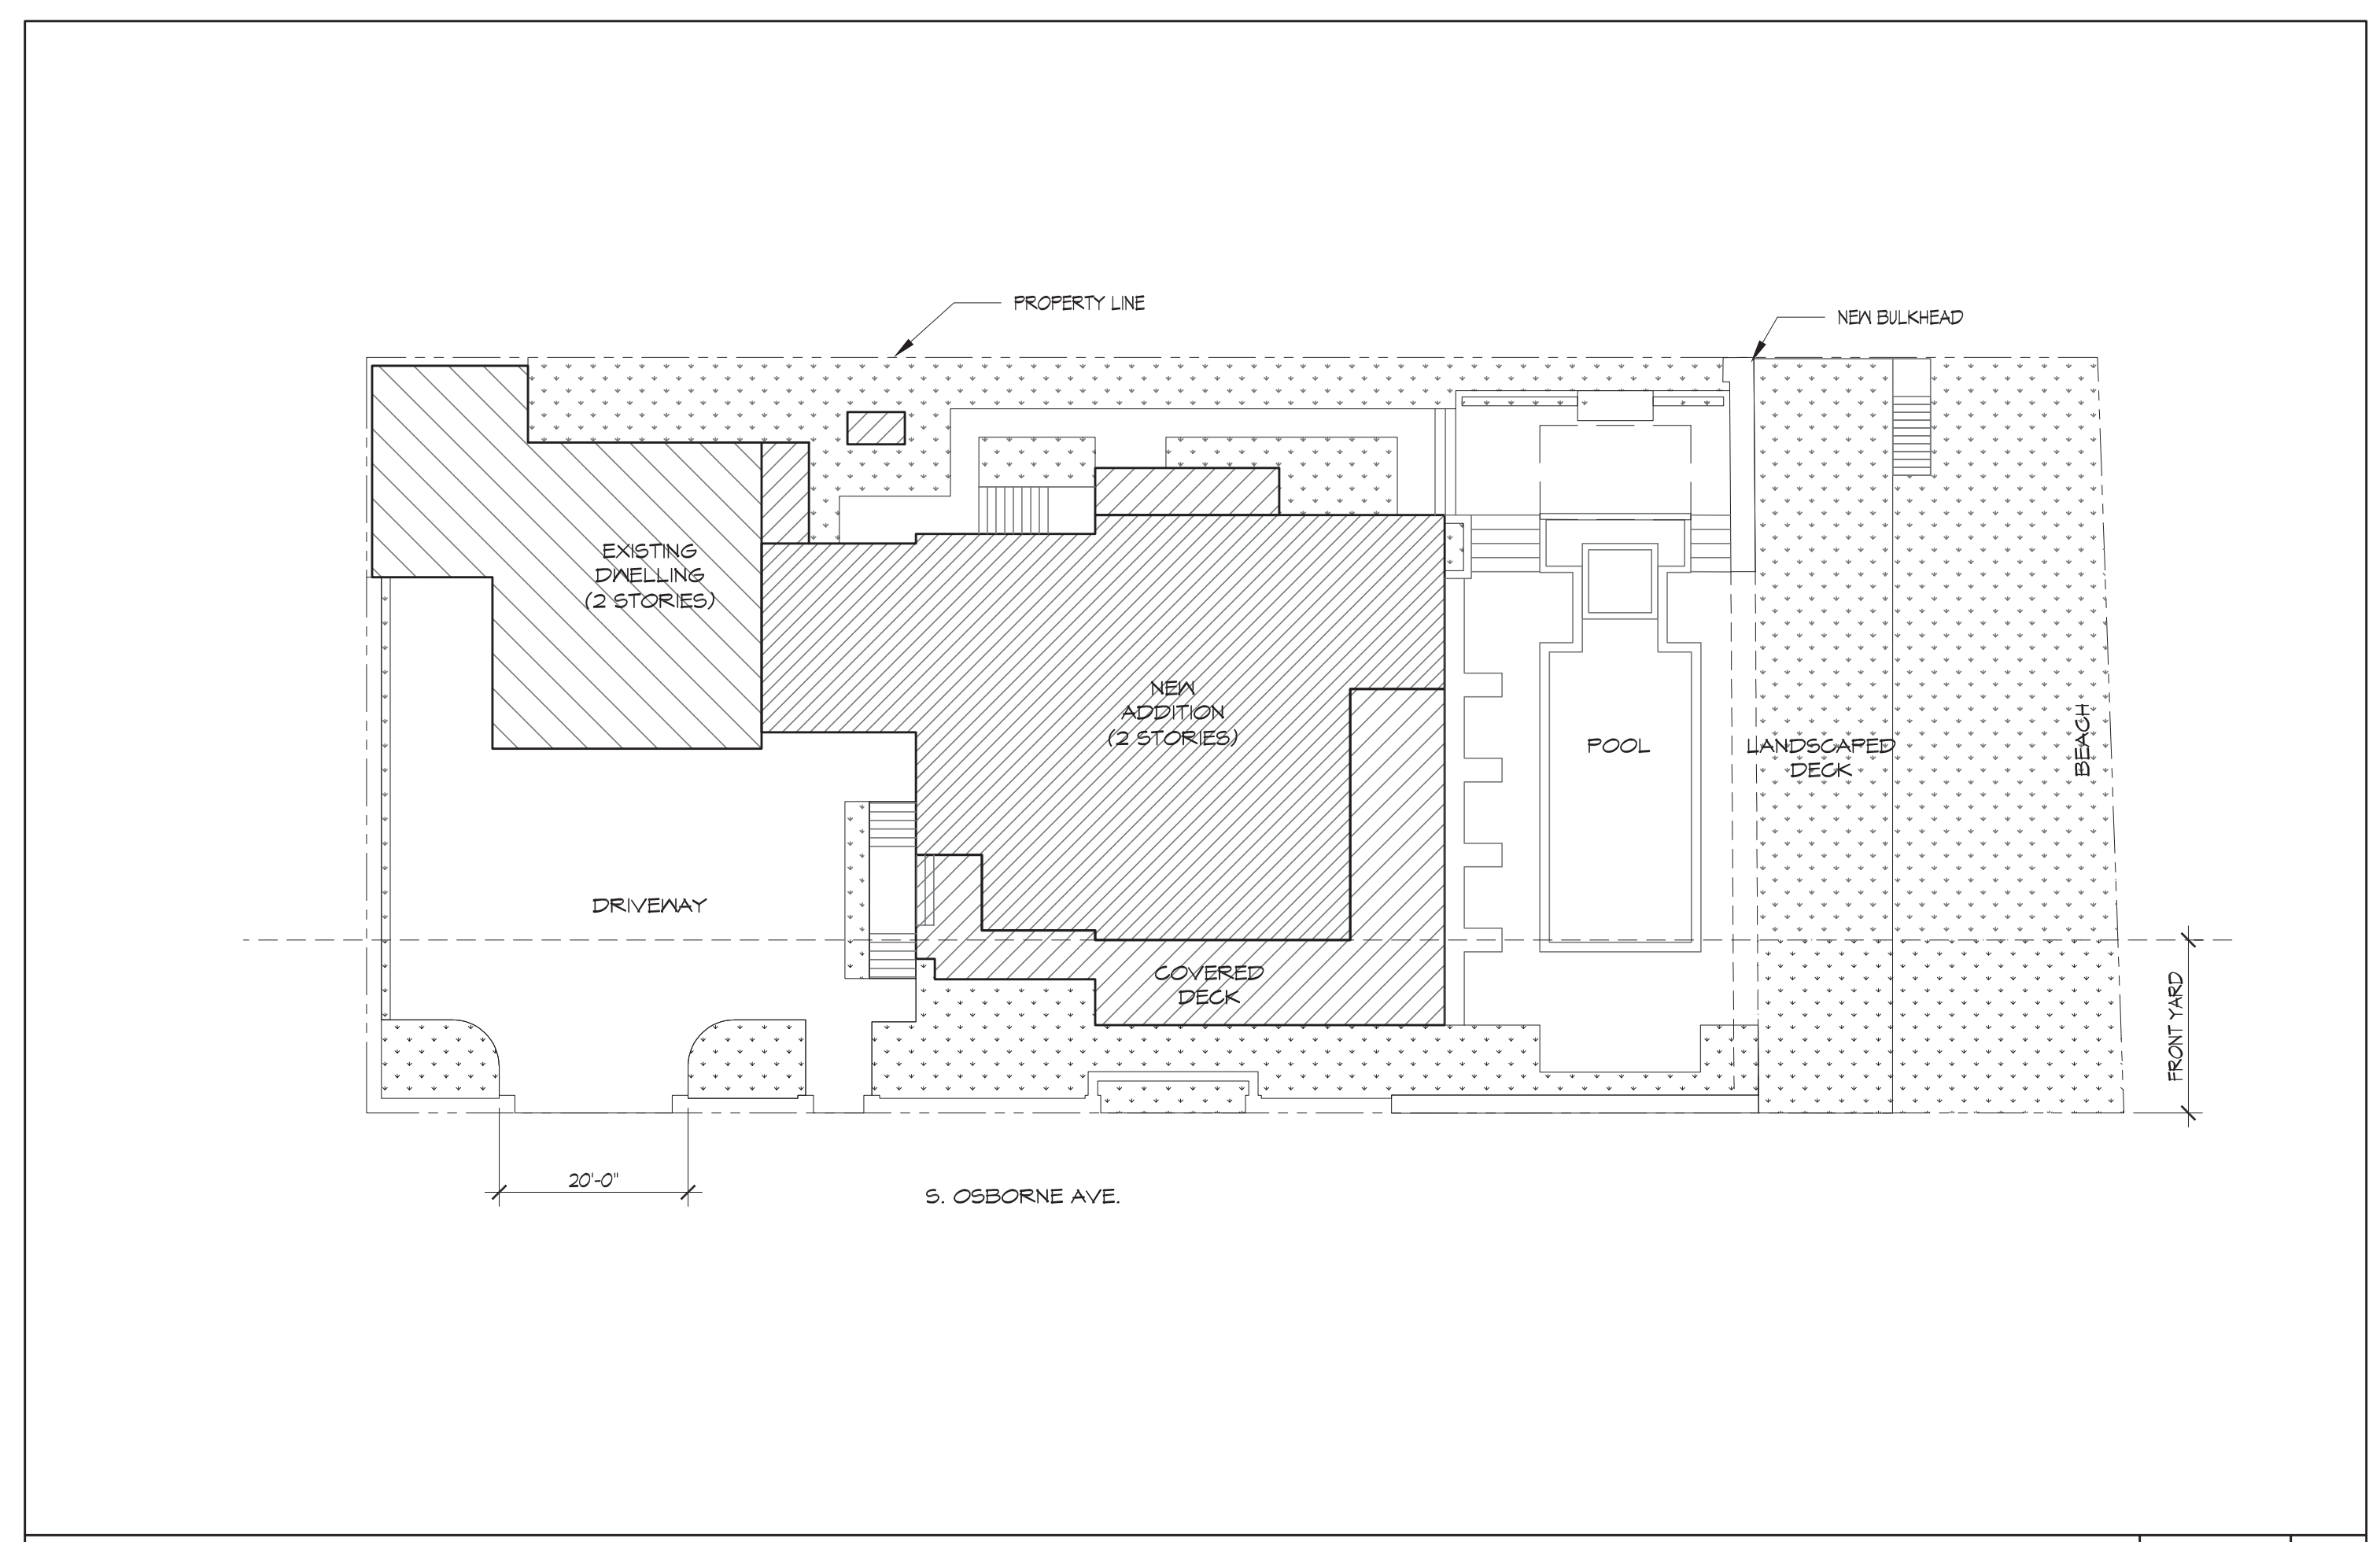 PROPERTY LINE
NEW BULKHEAD
EXISTING
DWELLING
(2 STORIES)
NEW
ADDITION
(2 STORIES)
POOL
LANDSCAPED
DECK
BEACH
DRIVEWAY
COVERED
DECK
FRONT YARD
20'-0"
S. OSBORNE AVE.